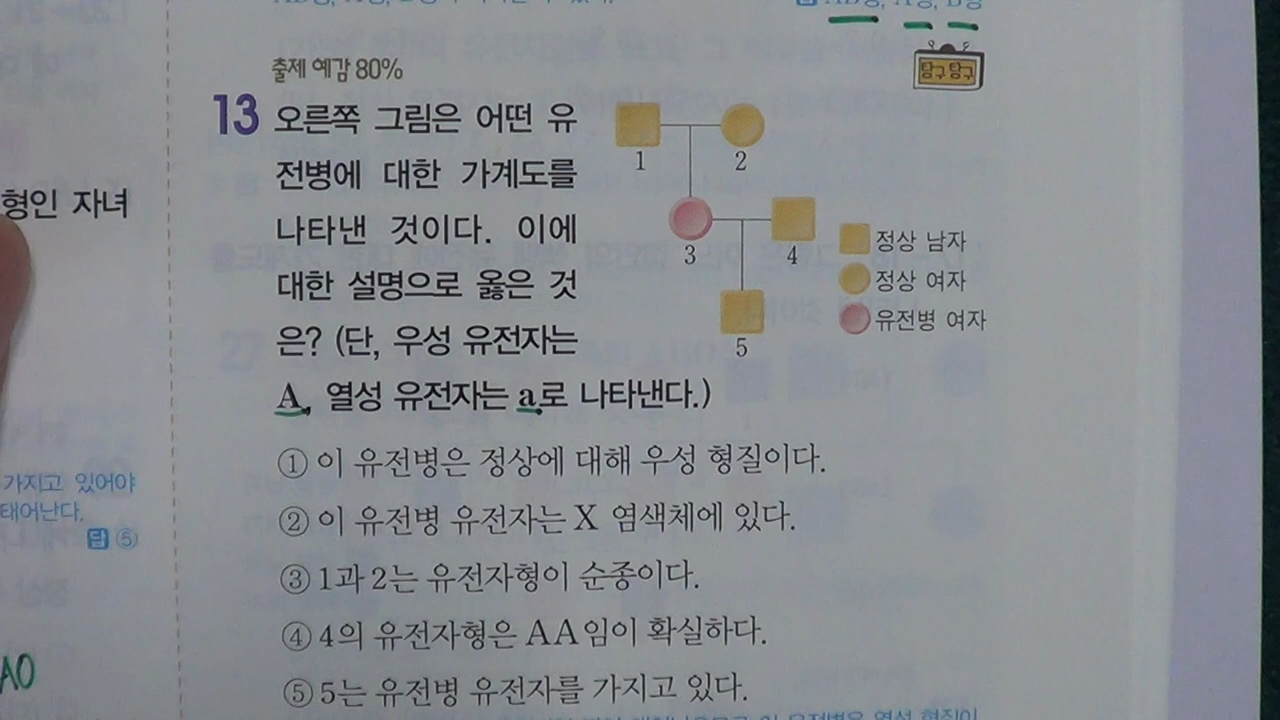 탐구탐구
출제 예감 80%
13 오른쪽 그림은 어떤 유
전병에 대한 가계도를
나타낸 것이다. 이에
대한 설명으로 옳은 것
은? (단, 우성 유전자는
A, 열성 유전자는 a로 나타낸다.)
1
2
3
4
5
정상 남자
정상 여자
유전병 여자
① 이 유전병은 정상에 대해 우성 형질이다.
② 이 유전병 유전자는 X 염색체에 있다.
③ 1과 2는 유전자형이 순종이다.
④ 4의 유전자형은 AA임이 확실하다.
⑤ 5는 유전병 유전자를 가지고 있다.
형인 자녀
가지고 있어야
태어난다.
답 ⑤
AO